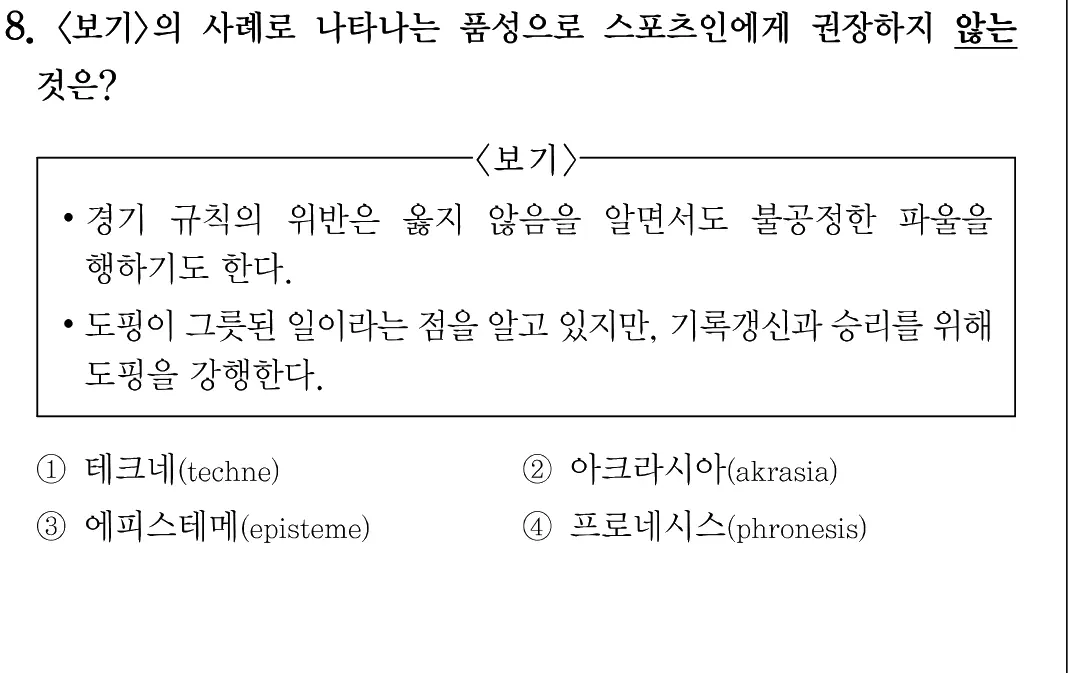 8. 〈보기〉의 사례로 나타나는 품성으로 스포츠인에게 권장하지 않는
것은?
〈보기〉
• 경기 규칙의 위반은 옳지 않음을 알면서도 불공정한 파울을
행하기도 한다.
• 도핑이 그릇된 일이라는 점을 알고 있지만, 기록갱신과 승리를 위해
도핑을 강행한다.
① 테크네(techne) ② 아크라시아(akrasia)
③ 에피스테메(episteme) ④ 프로네시스(phronesis)